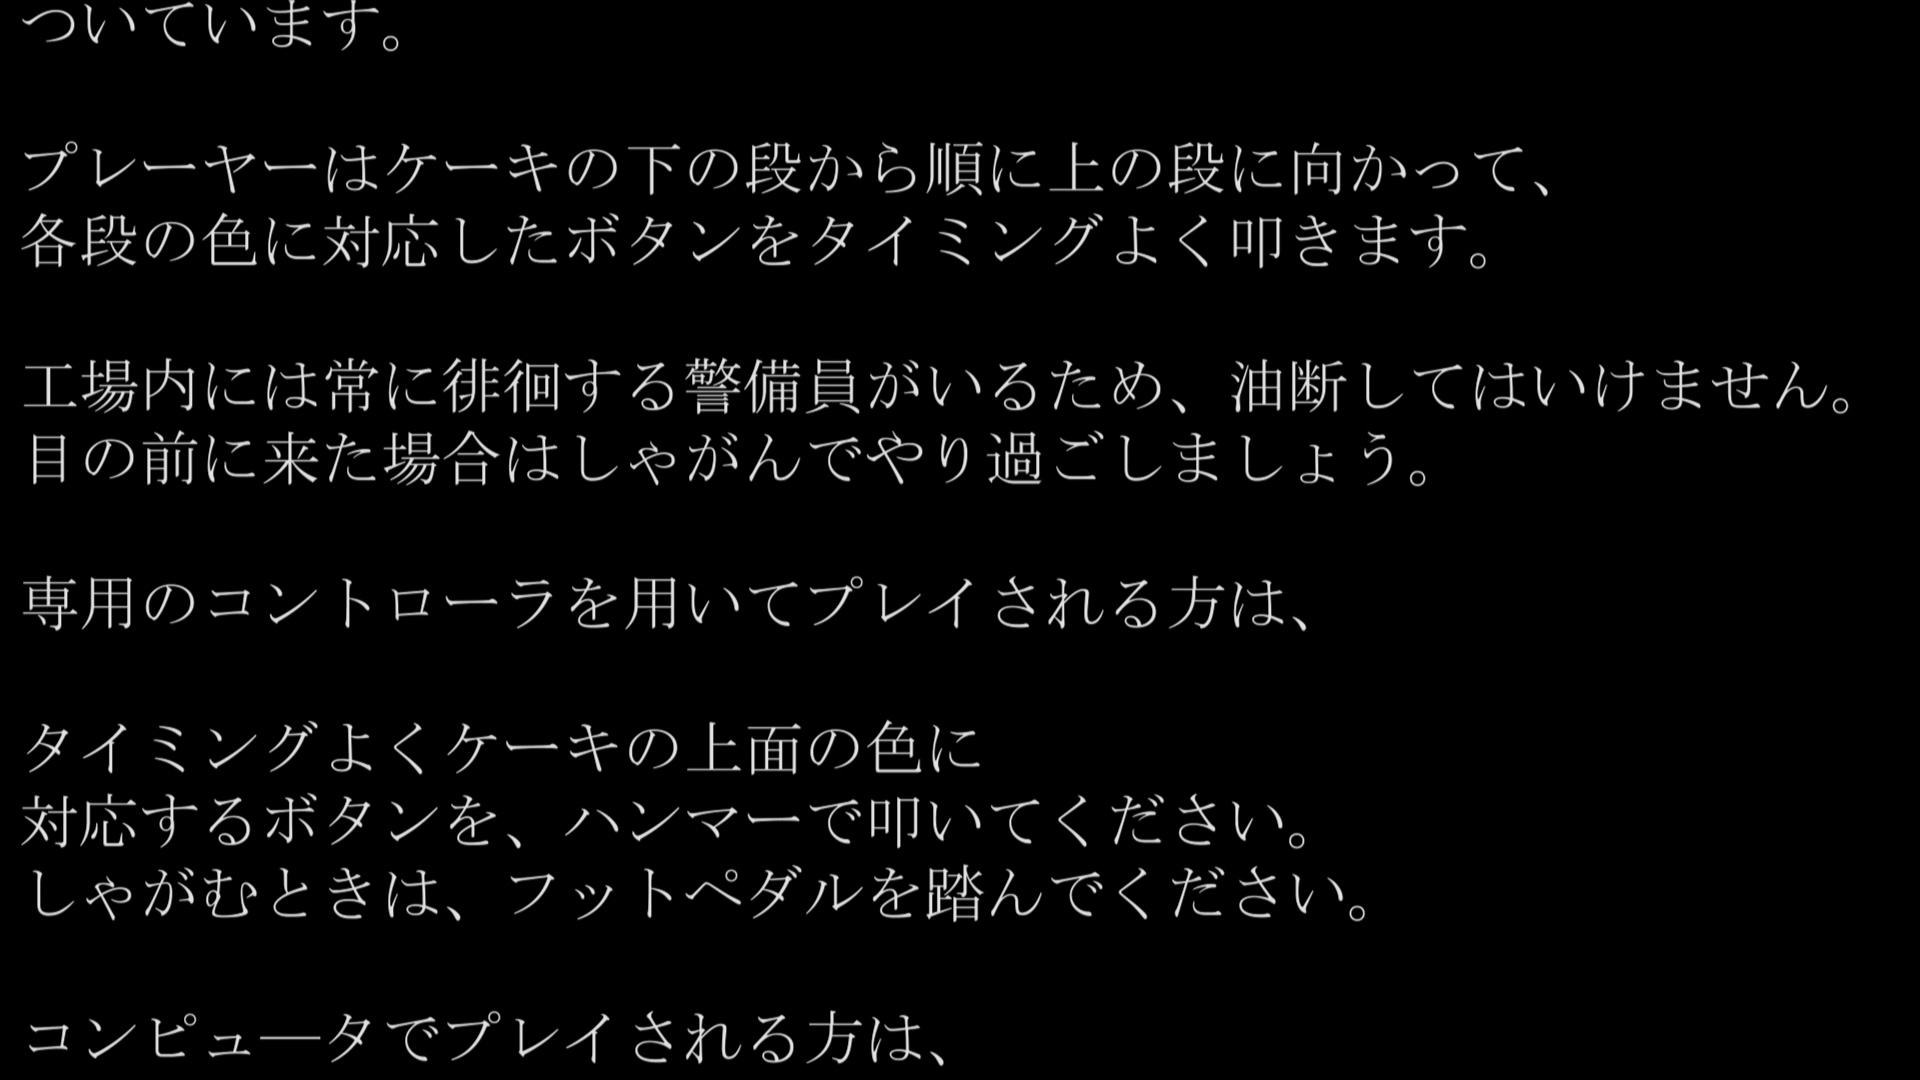 ついています。
プレーヤーはケーキの下の段から順に上の段に向かって、
各段の色に対応したボタンをタイミングよく叩きます。
工場内には常に徘徊する警備員がいるため、油断してはいけません。
目の前に来た場合はしゃがんでやり過ごしましょう。
専用のコントローラを用いてプレイされる方は、
タイミングよくケーキの上面の色に
対応するボタンを、ハンマーで叩いてください。
しゃがむときは、フットペダルを踏んでください。
コンピュ―タでプレイされる方は、